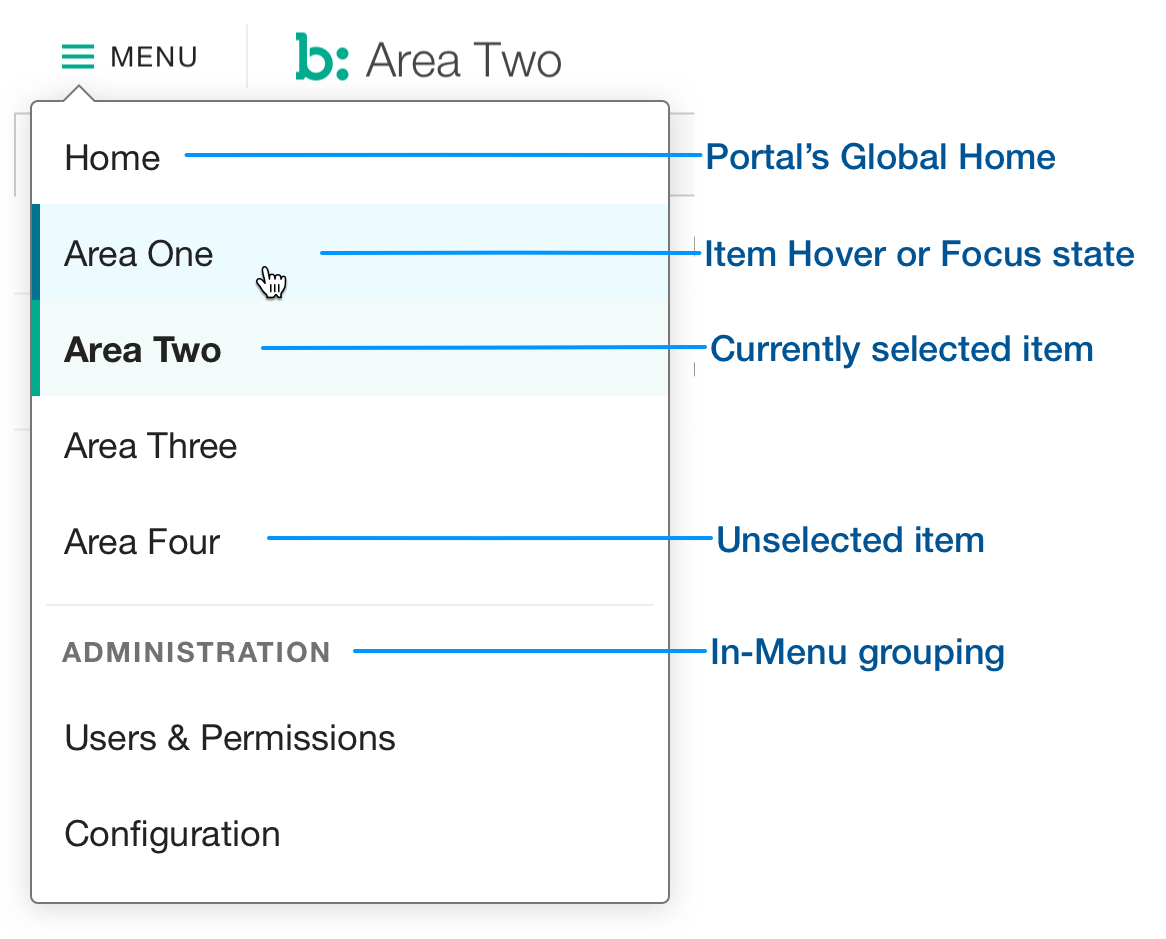 MENU
b: Area Two
Home
Portal’s Global Home
Area One
Item Hover or Focus state
Area Two
Currently selected item
Area Three
Area Four
Unselected item
ADMINISTRATION
In-Menu grouping
Users & Permissions
Configuration